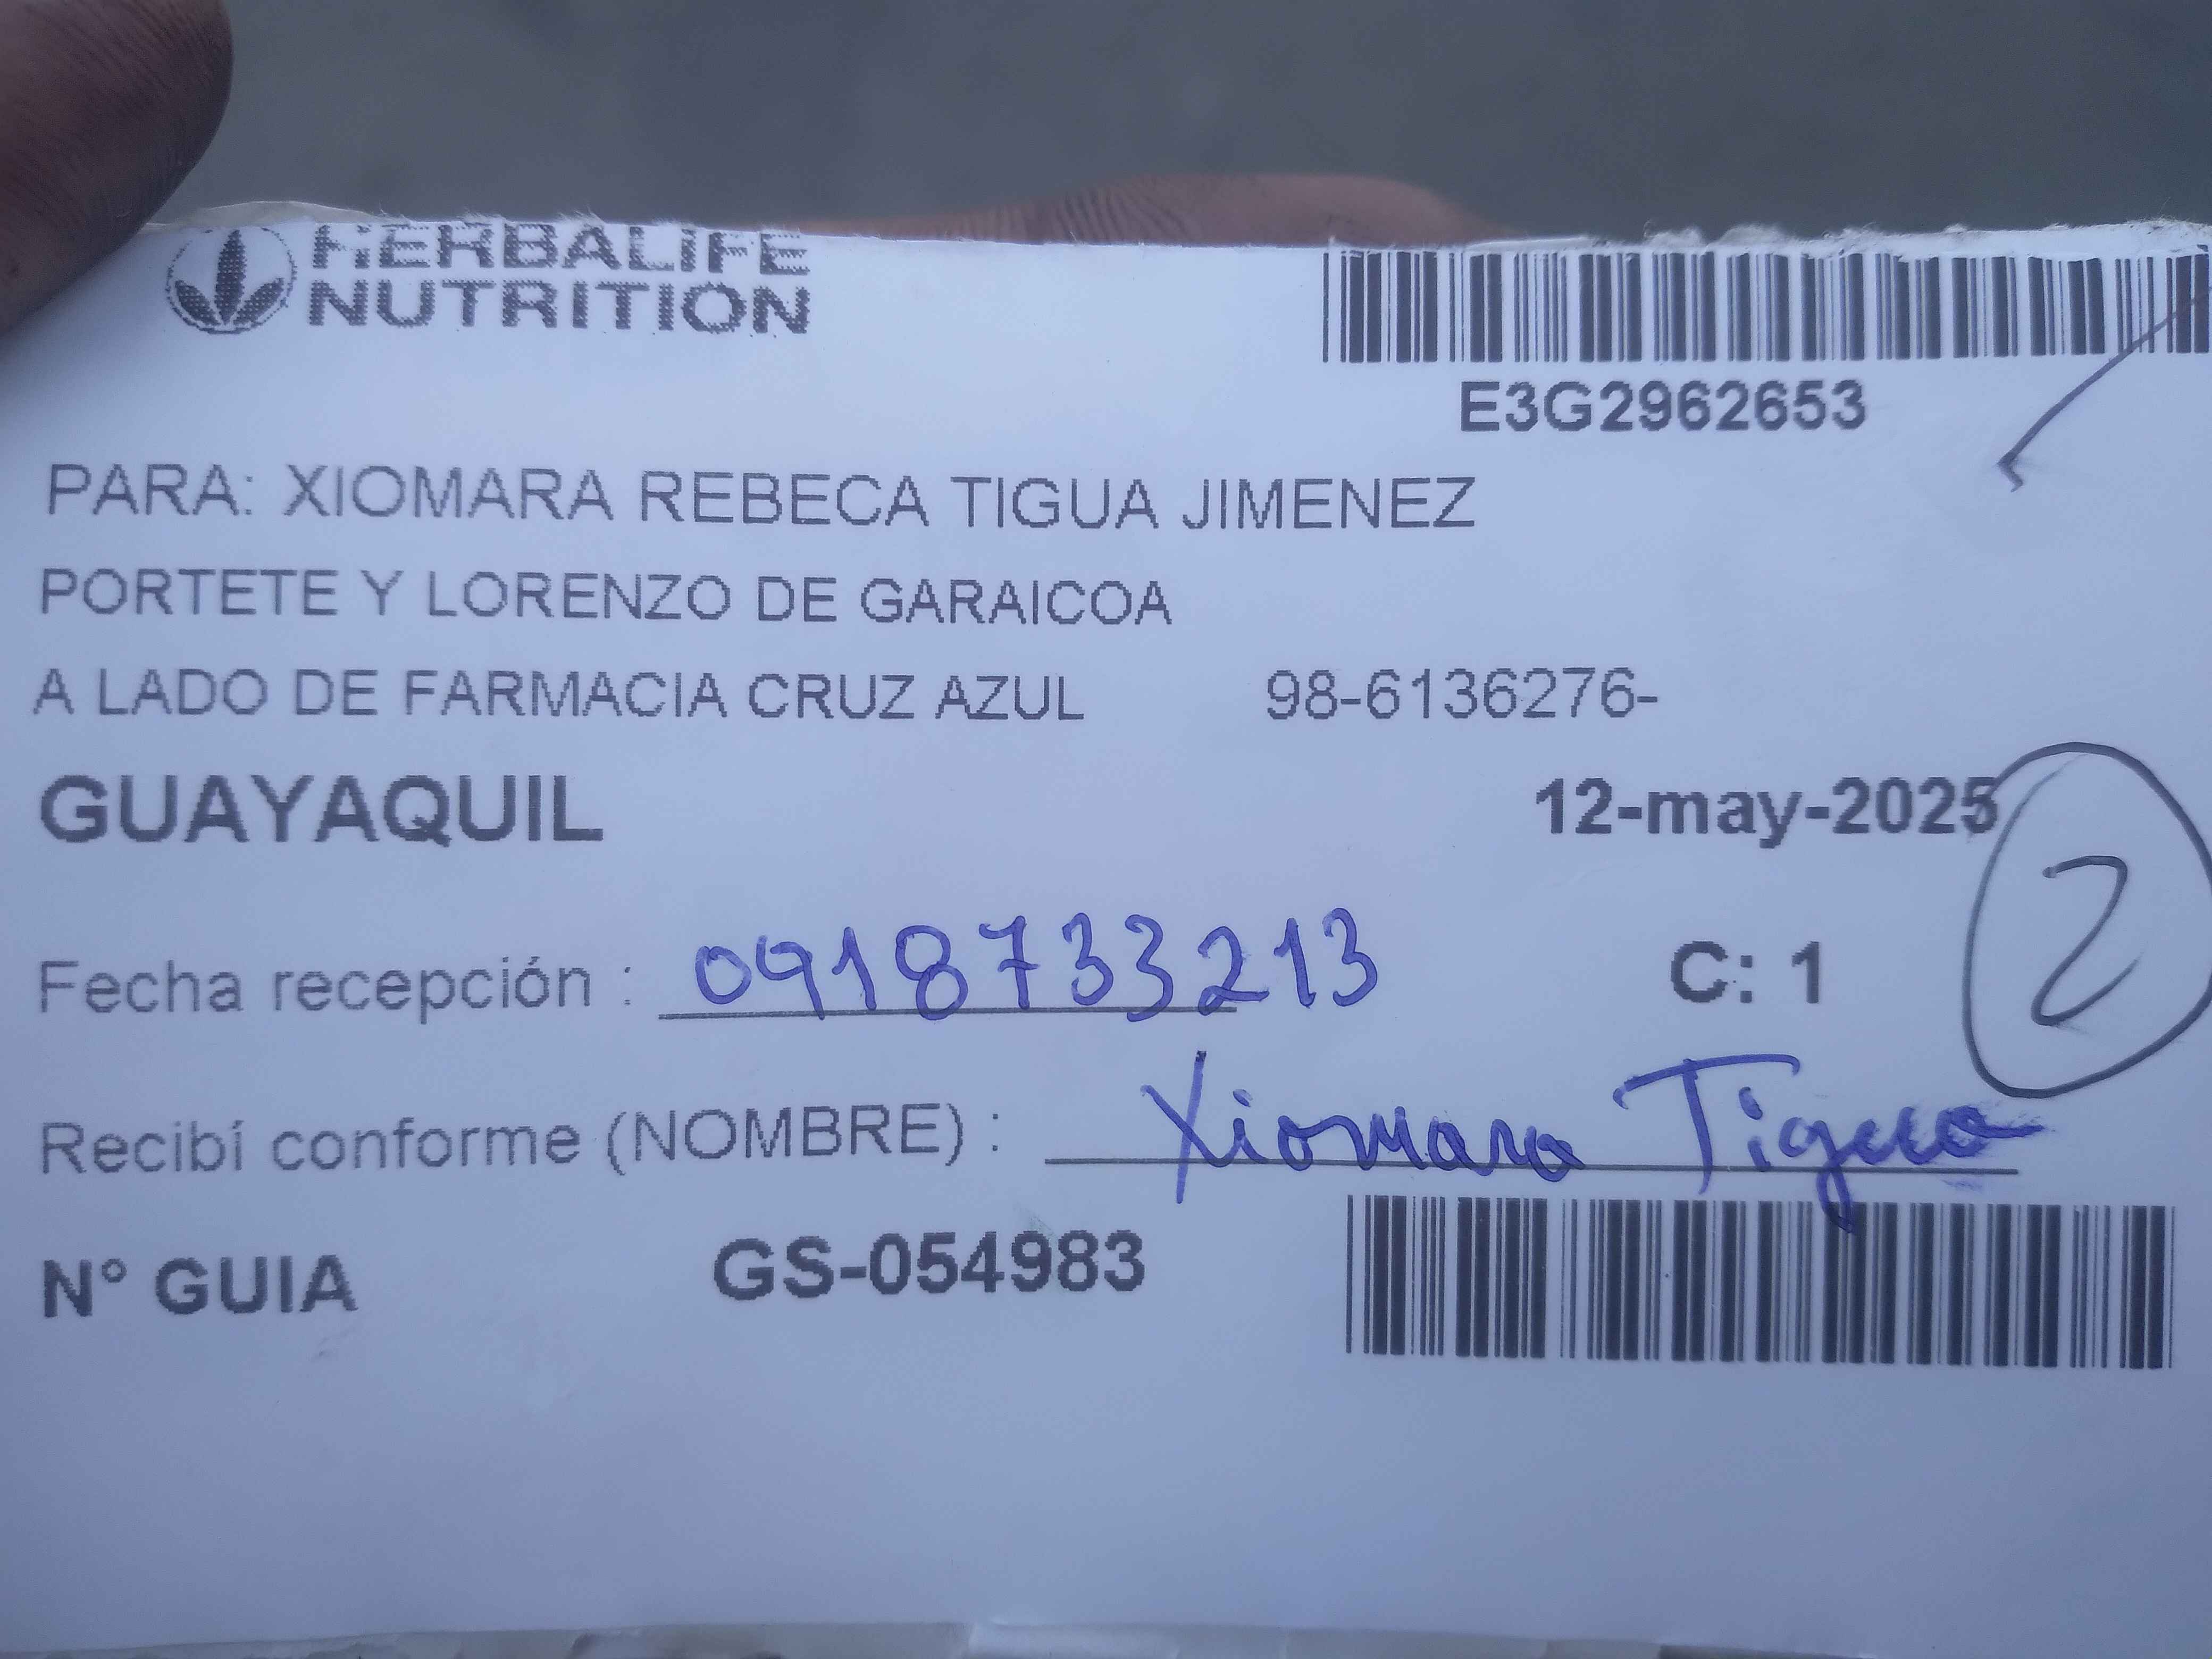 HERBALIFE
NUTRITION
E3G2962653
PARA: XIOMARA REBECA TIGUA JIMENEZ
PORTETE Y LORENZO DE GARAICOA
A LADO DE FARMACIA CRUZ AZUL 98-6136276-
GUAYAQUIL 12-may-2025
2
Fecha recepción : 0918733213 C: 1
Recibí conforme (NOMBRE) : Xiomara Tigua
N° GUIA GS-054983